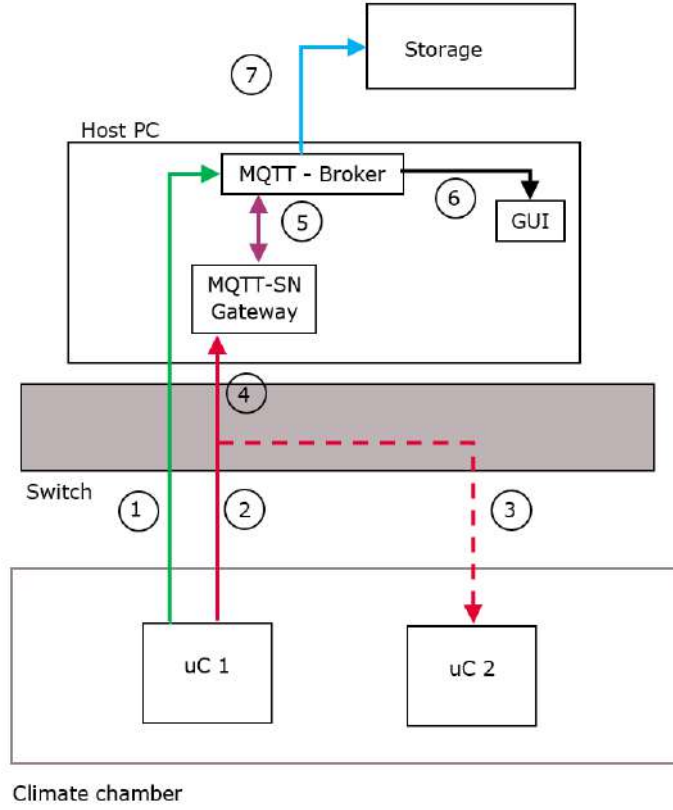 Storage
7
Host PC
MQTT - Broker
6
5
GUI
MQTT-SN
Gateway
4
Switch
1
2
3
uC 1
uC 2
Climate chamber